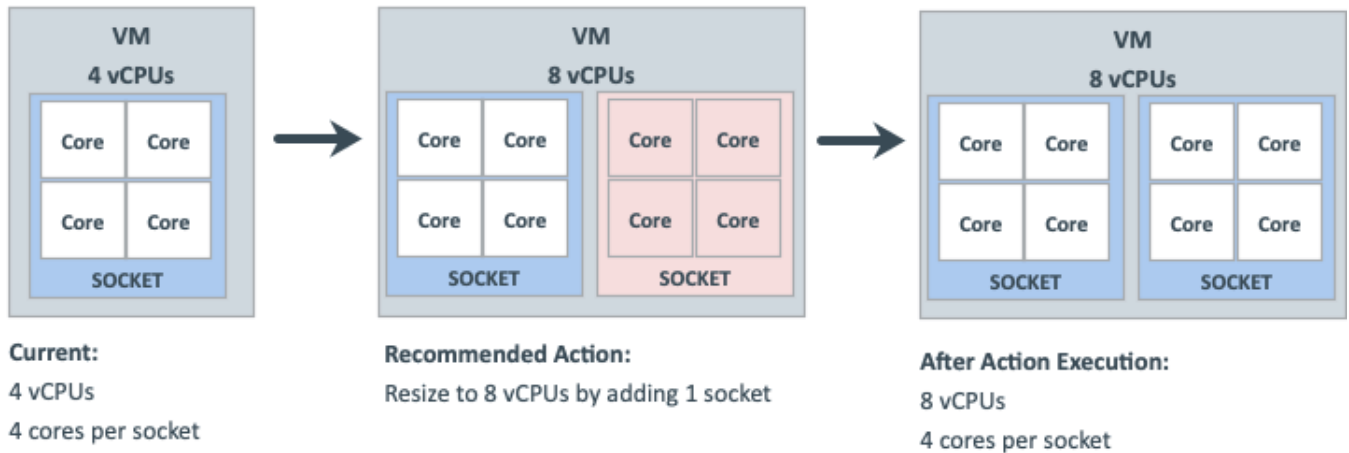 VM
4 vCPUs
Core Core
Core Core
SOCKET
Current:
4 vCPUs
4 cores per socket
VM
8 vCPUs
Core Core Core Core
Core Core Core Core
SOCKET SOCKET
Recommended Action:
Resize to 8 vCPUs by adding 1 socket
VM
8 vCPUs
Core Core Core Core
Core Core Core Core
SOCKET SOCKET
After Action Execution:
8 vCPUs
4 cores per socket